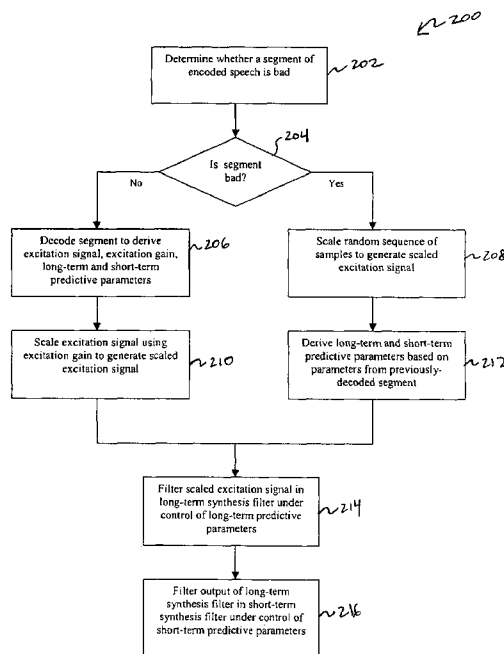 200
Determine whether a segment of
encoded speech is bad
202
204
Is segment
bad?
No
Yes
Decode segment to derive
excitation signal, excitation gain,
long-term and short-term
predictive parameters
206
Scale random sequence of
samples to generate scaled
excitation signal
208
Scale excitation signal using
excitation gain to generate scaled
excitation signal
210
Derive long-term and short-term
predictive parameters based on
parameters from previously-
decoded segment
212
Filter scaled excitation signal in
long-term synthesis filter under
control of long-term predictive
parameters
214
Filter output of long-term
synthesis filter in short-term
synthesis filter under control of
short-term predictive parameters
216